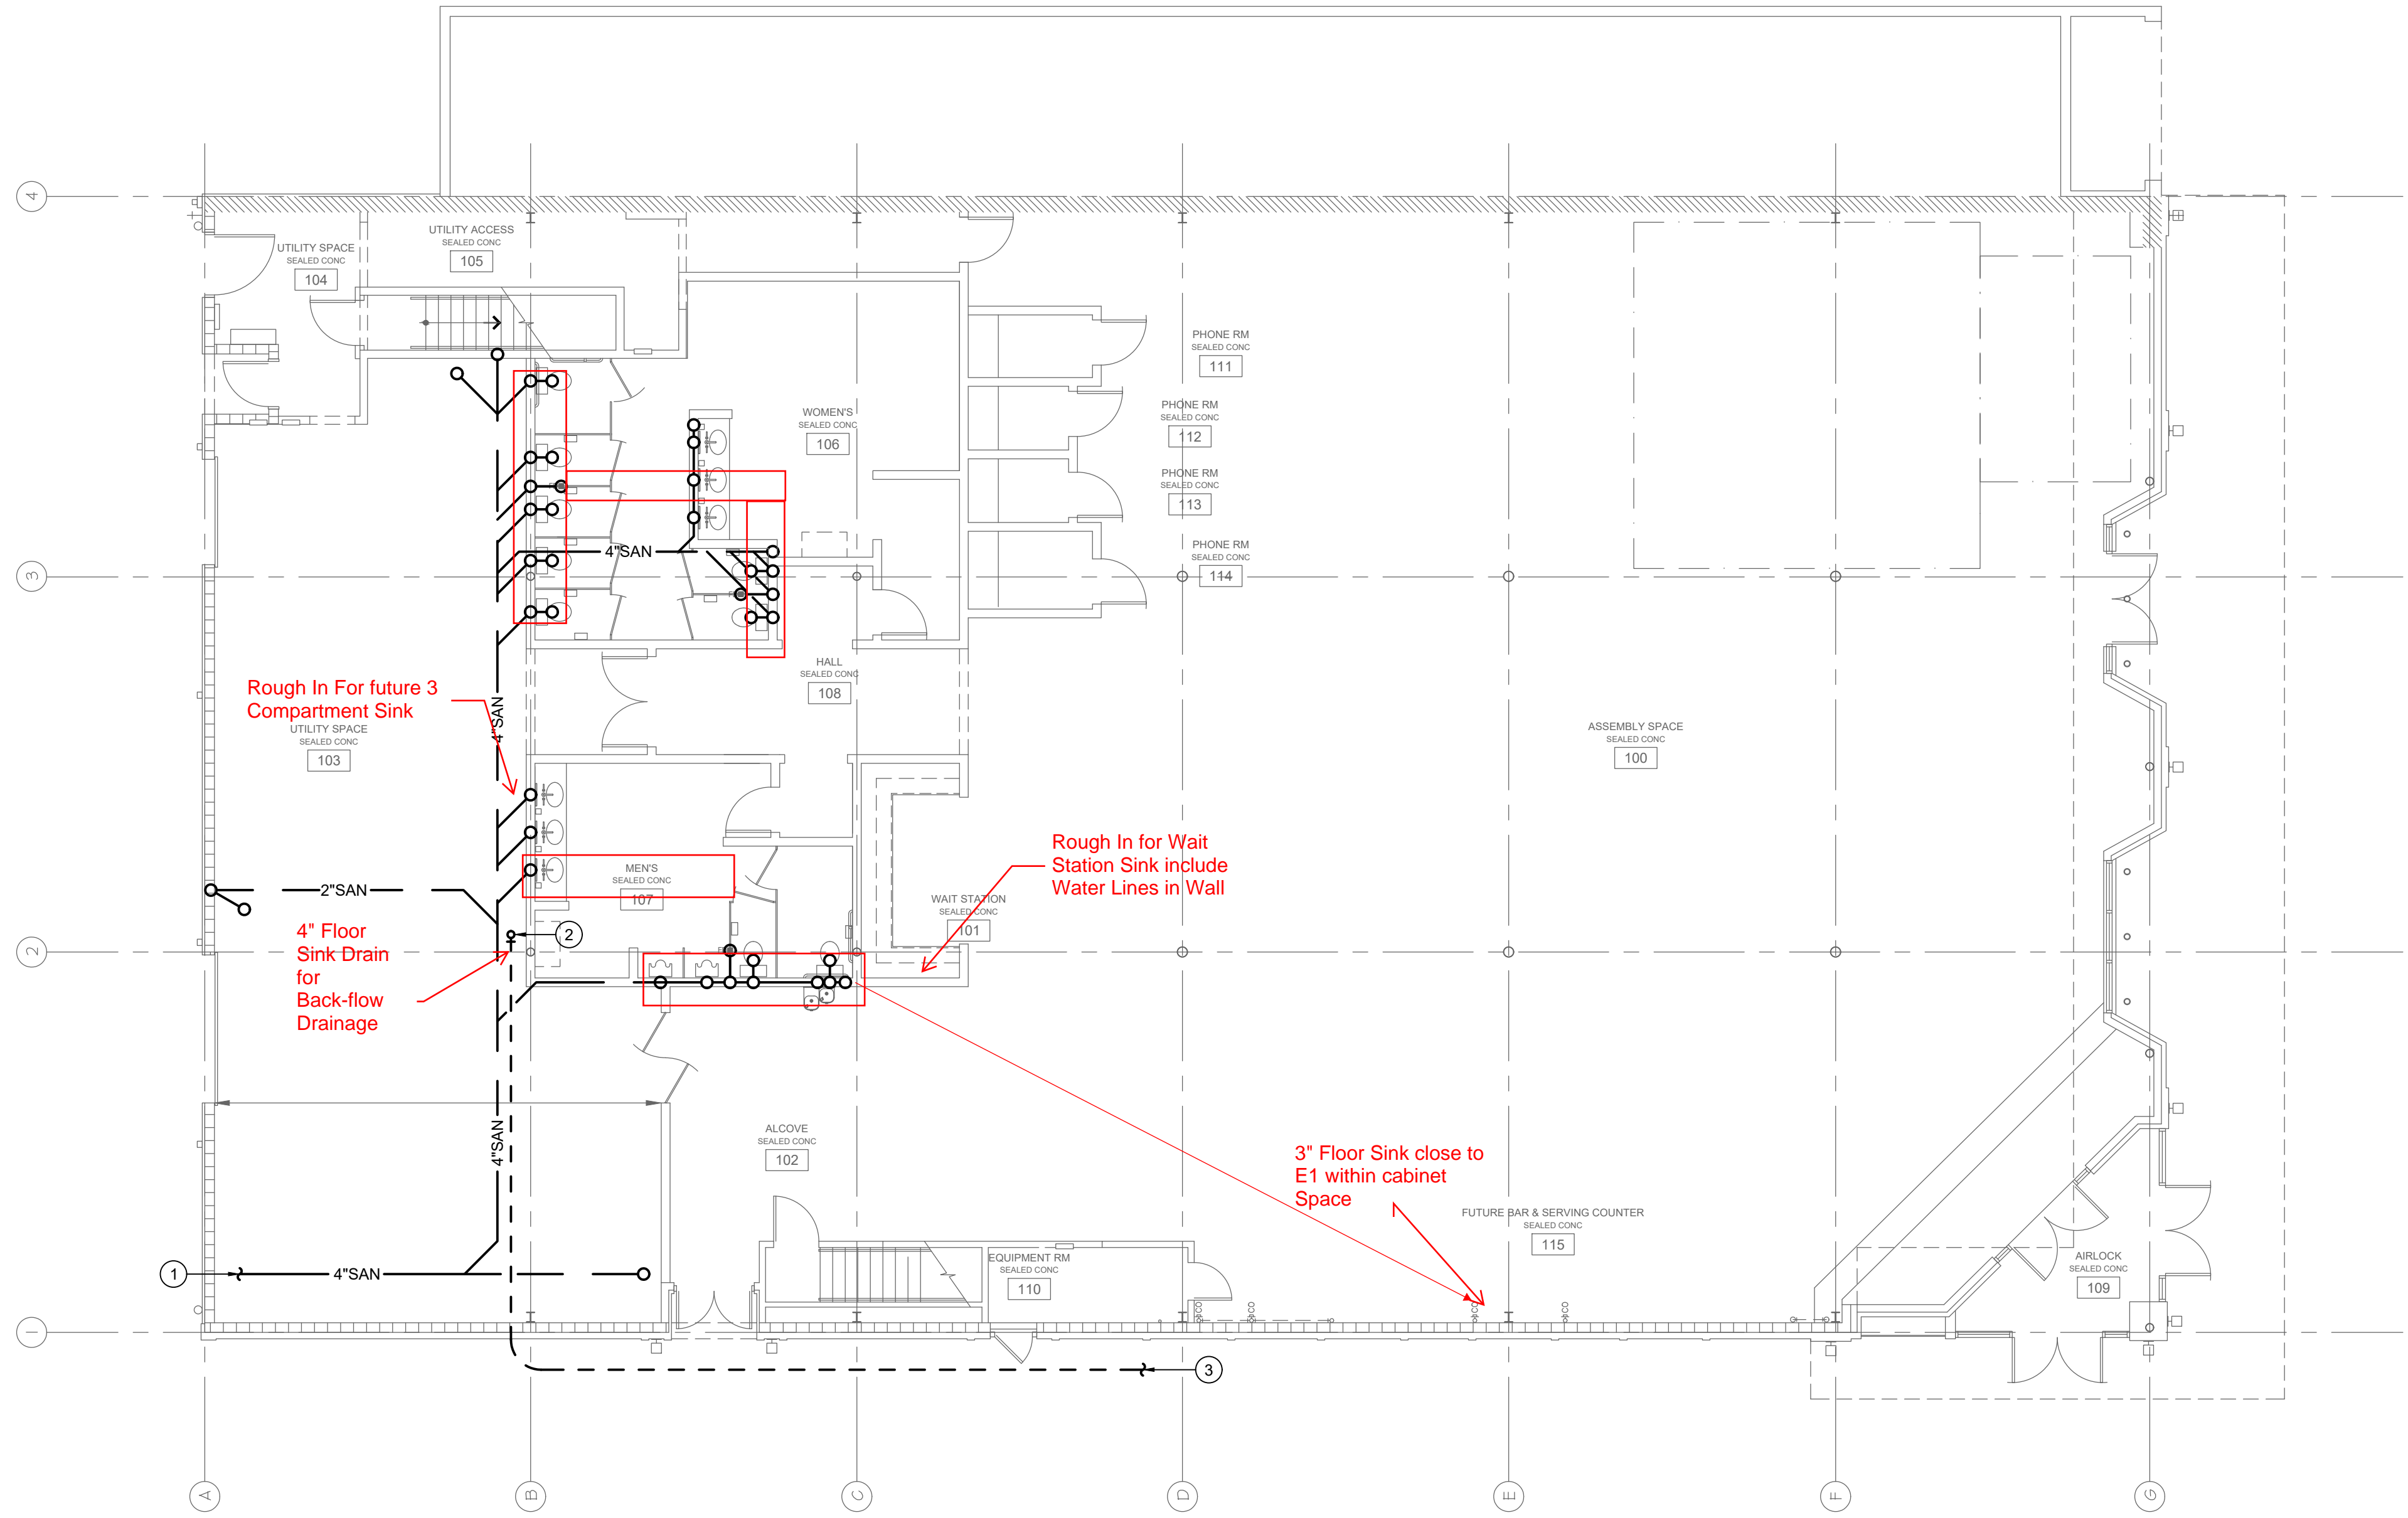 4
UTILITY ACCESS
SEALED CONC
105
UTILITY SPACE
SEALED CONC
104
PHONE RM
SEALED CONC
111
WOMEN'S
SEALED CONC
106
PHONE RM
SEALED CONC
112
PHONE RM
SEALED CONC
113
PHONE RM
SEALED CONC
114
4"SAN
3
HALL
SEALED CONC
108
Rough In For future 3
Compartment Sink
4"SAN
UTILITY SPACE
SEALED CONC
103
ASSEMBLY SPACE
SEALED CONC
100
Rough In for Wait
Station Sink include
Water Lines in Wall
MEN'S
SEALED CONC
107
2"SAN
WAIT STATION
SEALED CONC
101
4" Floor
Sink Drain
for
Back-flow
Drainage
2
2
4"SAN
ALCOVE
SEALED CONC
102
3" Floor Sink close to
E1 within cabinet
Space
FUTURE BAR & SERVING COUNTER
SEALED CONC
115
EQUIPMENT RM
SEALED CONC
110
AIRLOCK
SEALED CONC
109
1
4"SAN
CO
CO
CO
CO
1
3
A
B
C
D
E
F
G